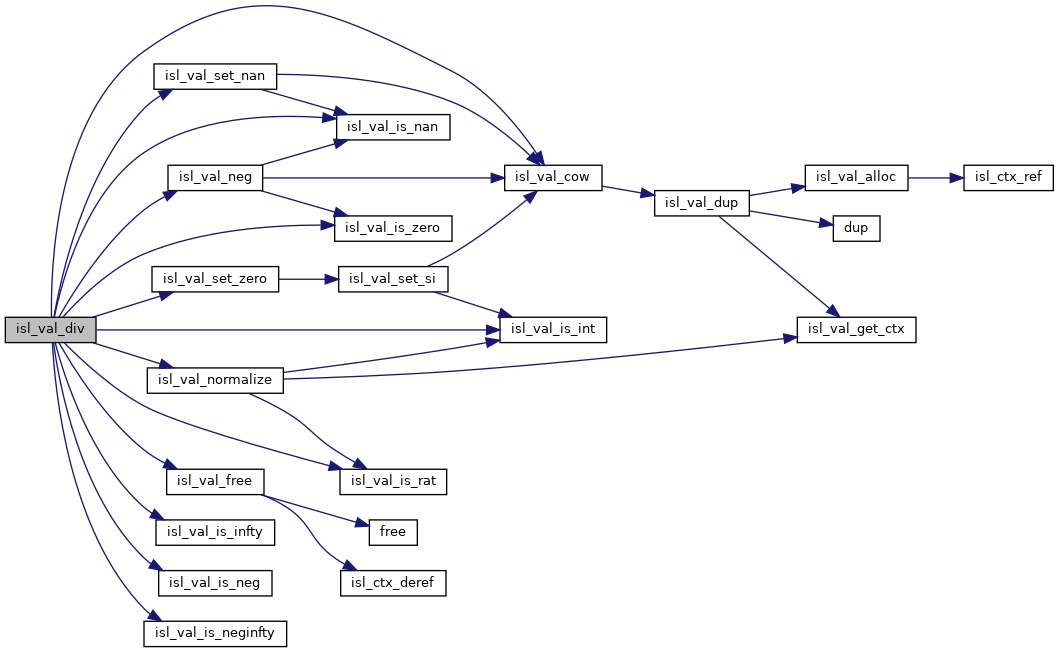 isl_val_set_nan
isl_val_is_nan
isl_val_neg
isl_val_cow
isl_val_alloc
isl_ctx_ref
isl_val_dup
isl_val_is_zero
dup
isl_val_set_zero
isl_val_set_si
isl_val_div
isl_val_is_int
isl_val_get_ctx
isl_val_normalize
isl_val_free
isl_val_is_rat
isl_val_is_infty
free
isl_val_is_neg
isl_ctx_deref
isl_val_is_neginfty